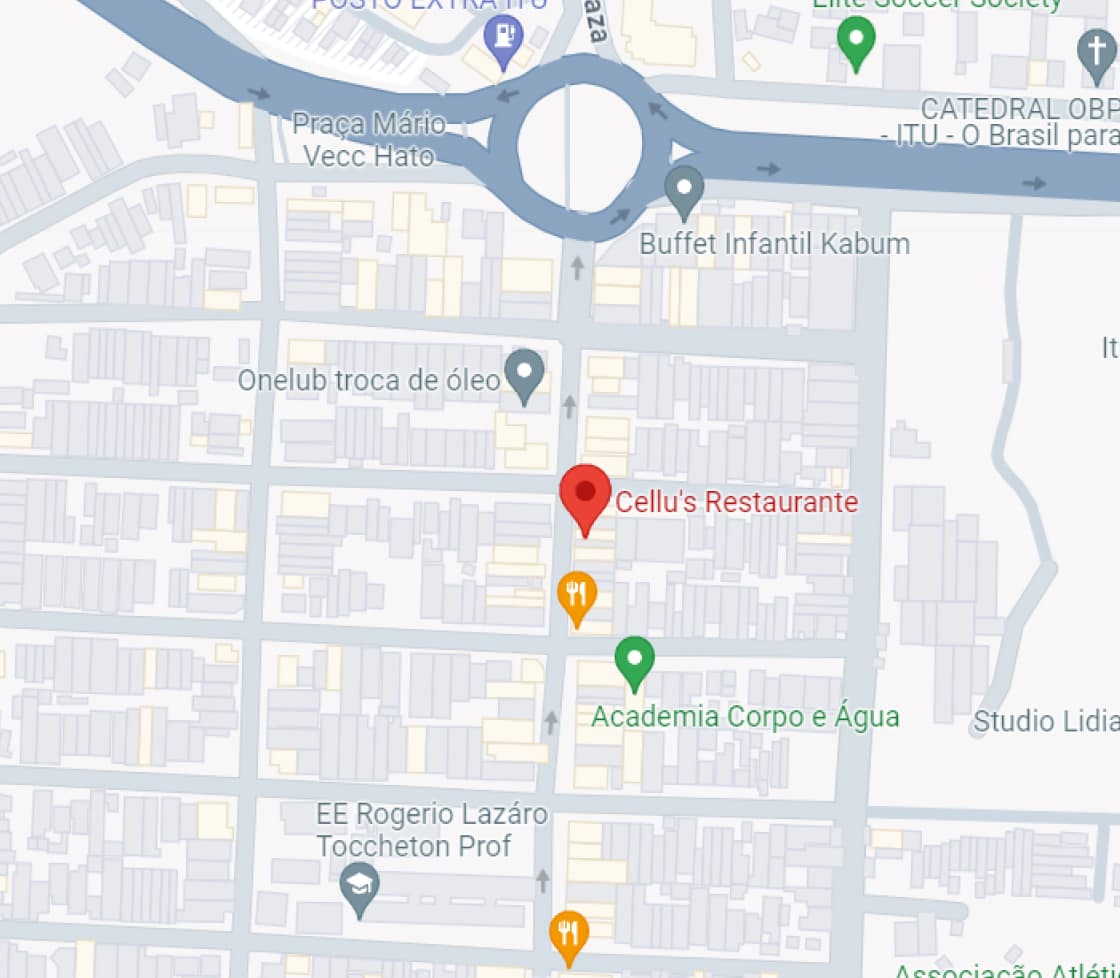 POSTO EXTRA ITU
aza
Elite Soccer Society
CATEDRAL OBP
- ITU - O Brasil para
Praça Mário
Vecc Hato
Buffet Infantil Kabum
It
Onelub troca de óleo
Cellu's Restaurante
Academia Corpo e Água
Studio Lidia
EE Rogerio Lazáro
Toccheton Prof
Associação Atléti